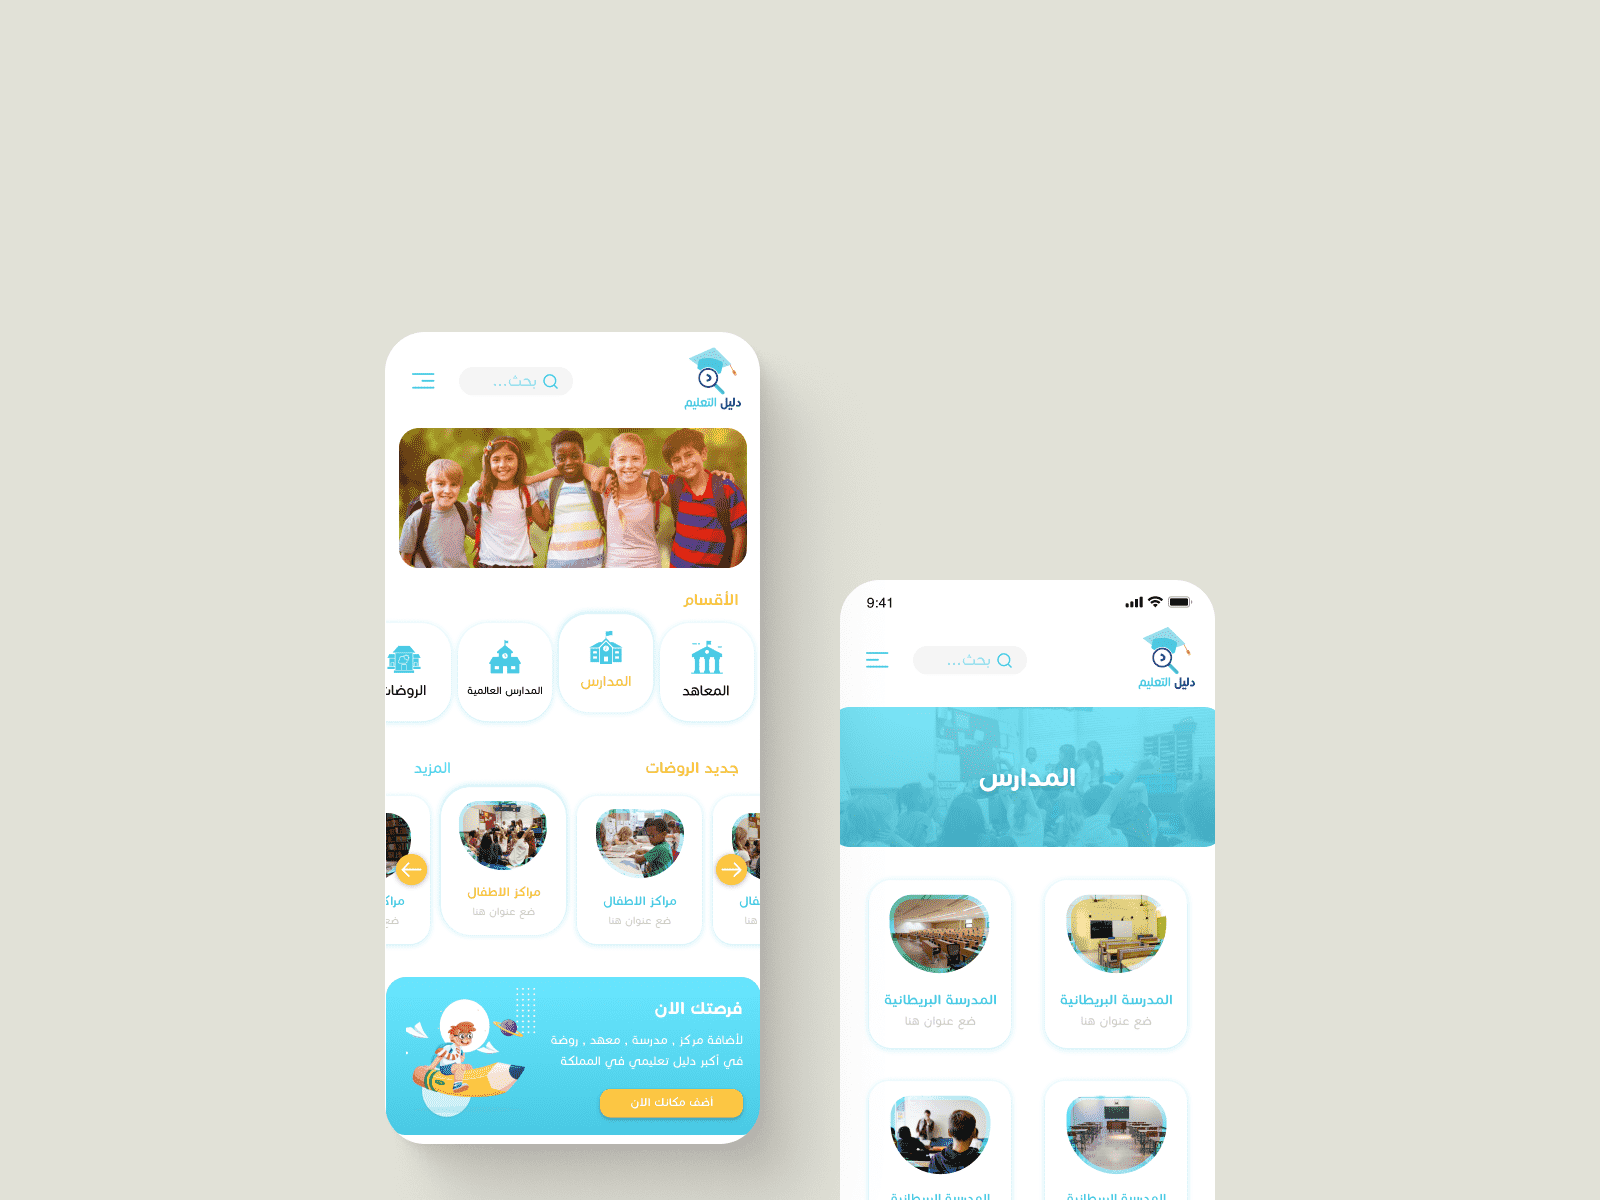 دليل التعليم
بحث...
الأقسام
المعاهد
المدارس
المدارس العالمية
الروضات
جديد الروضات
المزيد
مراكز الاطفال
ضع عنوان هنا
مراكز الاطفال
ضع عنوان هنا
فرصتك الان
لأضافة مركز , مدرسة , معهد , روضة
في أكبر دليل تعليمي في المملكة
أضف مكانك الان
9:41
دليل التعليم
بحث...
المدارس
المدرسة البريطانية
ضع عنوان هنا
المدرسة البريطانية
ضع عنوان هنا
المدرسة البريطانية
المدرسة البريطانية